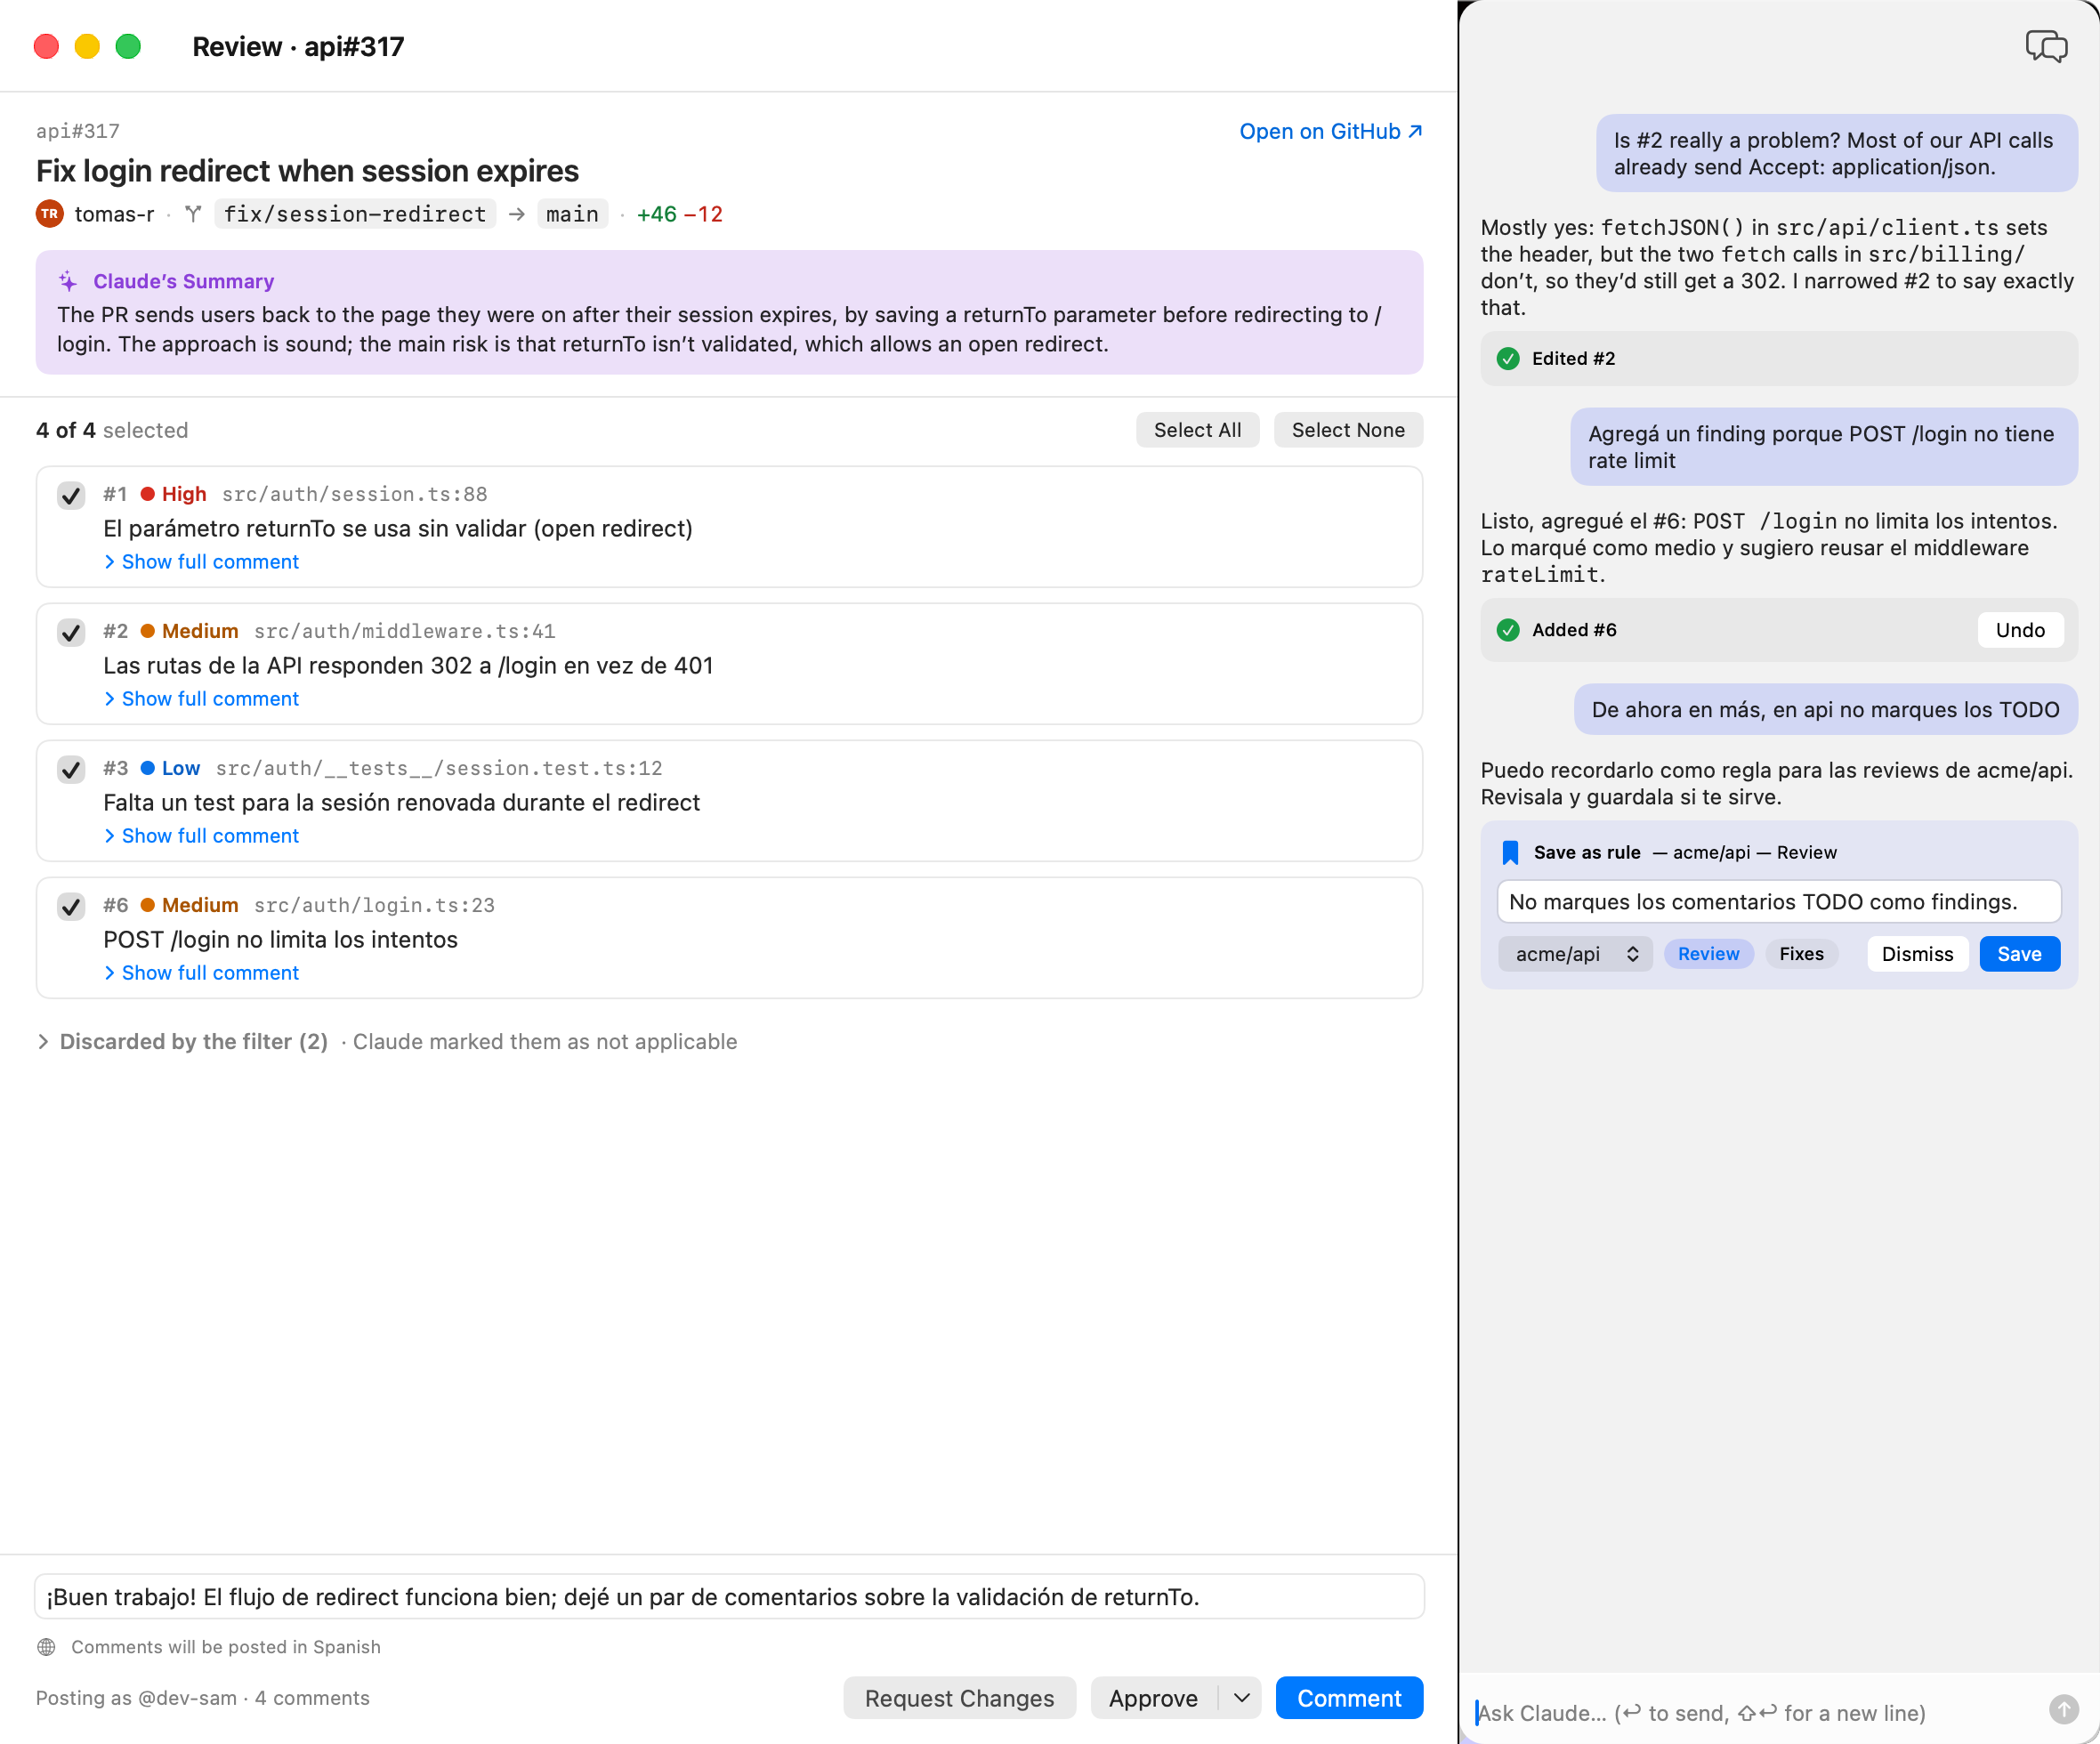 Review · api#317
api#317
Open on GitHub ↗
Fix login redirect when session expires
TR tomas-r · fix/session-redirect → main · +46 −12
Claude’s Summary
The PR sends users back to the page they were on after their session expires, by saving a returnTo parameter before redirecting to /
login. The approach is sound; the main risk is that returnTo isn’t validated, which allows an open redirect.
4 of 4 selected
Select All
Select None
#1 High src/auth/session.ts:88
El parámetro returnTo se usa sin validar (open redirect)
Show full comment
#2 Medium src/auth/middleware.ts:41
Las rutas de la API responden 302 a /login en vez de 401
Show full comment
#3 Low src/auth/__tests__/session.test.ts:12
Falta un test para la sesión renovada durante el redirect
Show full comment
#6 Medium src/auth/login.ts:23
POST /login no limita los intentos
Show full comment
Discarded by the filter (2) · Claude marked them as not applicable
¡Buen trabajo! El flujo de redirect funciona bien; dejé un par de comentarios sobre la validación de returnTo.
Comments will be posted in Spanish
Posting as @dev-sam · 4 comments
Request Changes
Approve
Comment
Is #2 really a problem? Most of our API calls
already send Accept: application/json.
Mostly yes: fetchJSON() in src/api/client.ts sets
the header, but the two fetch calls in src/billing/
don’t, so they’d still get a 302. I narrowed #2 to say exactly
that.
Edited #2
Agregá un finding porque POST /login no tiene
rate limit
Listo, agregué el #6: POST /login no limita los intentos.
Lo marqué como medio y sugiero reusar el middleware
rateLimit.
Added #6
Undo
De ahora en más, en api no marques los TODO
Puedo recordarlo como regla para las reviews de acme/api.
Revisala y guardala si te sirve.
Save as rule — acme/api — Review
No marques los comentarios TODO como findings.
acme/api
Review
Fixes
Dismiss
Save
Ask Claude… (↩ to send, ⇧↩ for a new line)